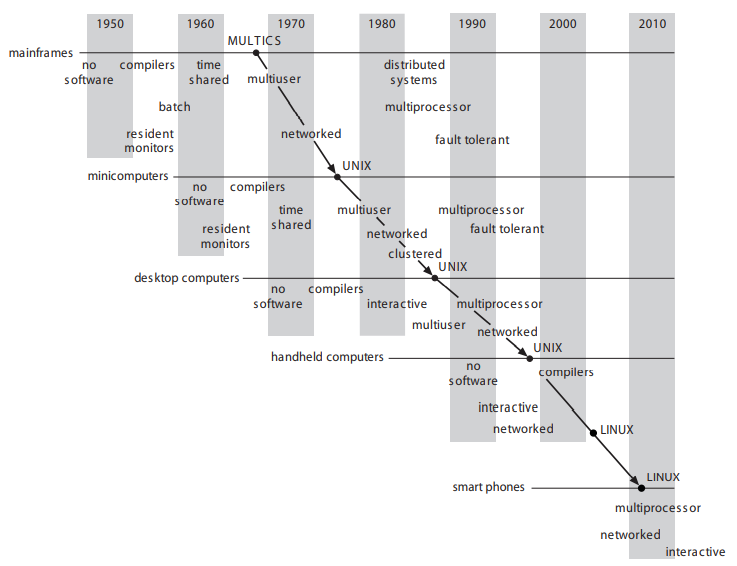 1950 1960 1970 1980 1990 2000 2010
MULTICS
mainframes
no software
compilers
time shared
multiuser
distributed systems
batch
multiprocessor
resident monitors
networked
fault tolerant
UNIX
minicomputers
no software
compilers
time shared
multiuser
multiprocessor
resident monitors
networked
fault tolerant
clustered
UNIX
desktop computers
no software
compilers
interactive
multiprocessor
multiuser
networked
UNIX
handheld computers
no software
compilers
interactive
networked
LINUX
LINUX
smart phones
multiprocessor
networked
interactive